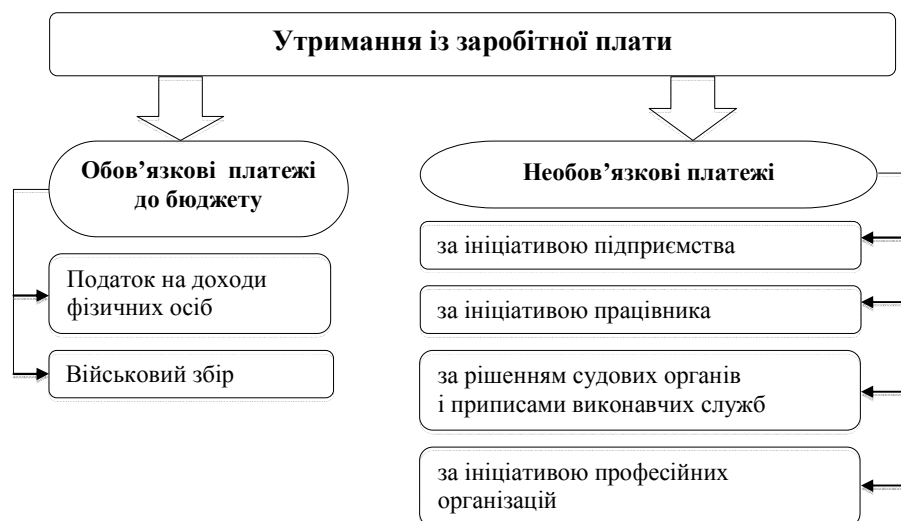 Утримання із заробітної плати
Обов’язкові платежі
до бюджету
Податок на доходи
фізичних осіб
Військовий збір
Необов’язкові платежі
за ініціативою підприємства
за ініціативою працівника
за рішенням судових органів
і приписами виконавчих служб
за ініціативою професійних
організацій